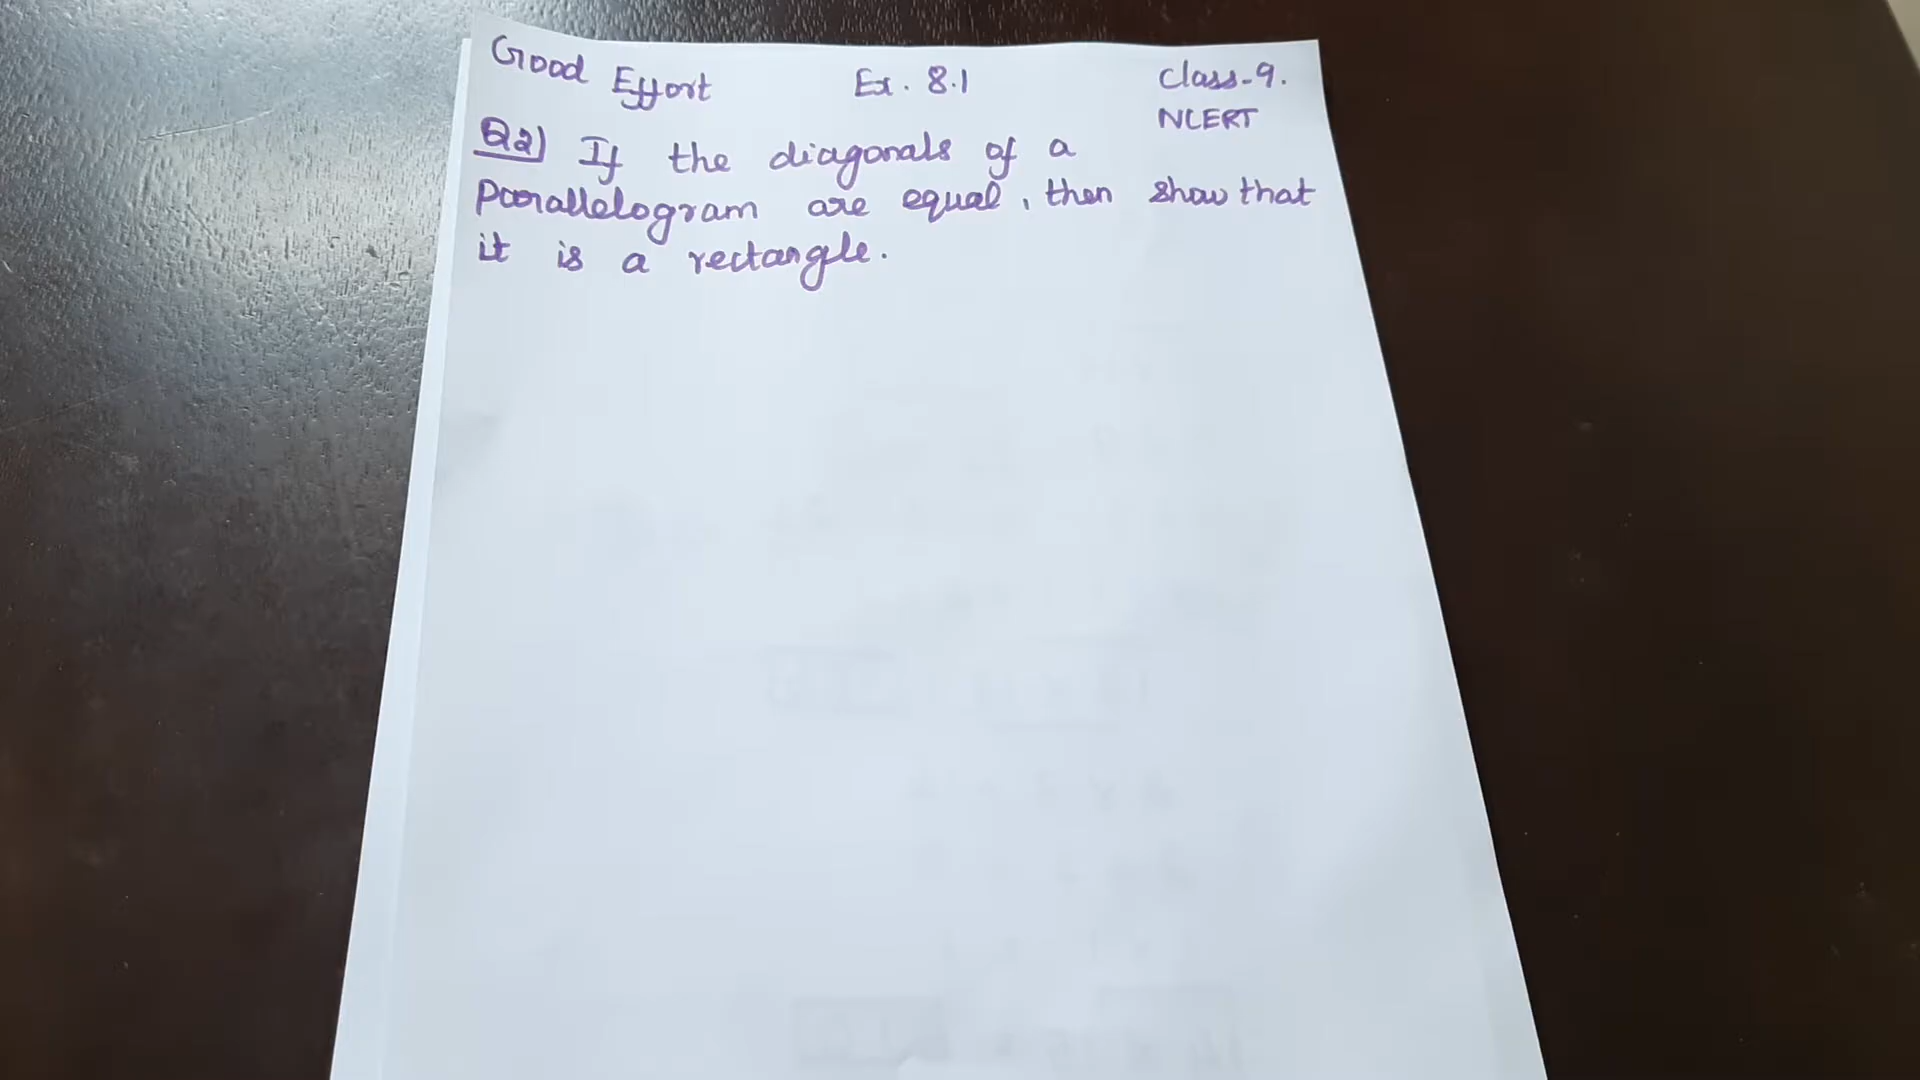 Good Effort Ex. 8.1 Class-9.
NCERT
Q2) If the diagonals of a
Parallelogram are equal, then show that
it is a rectangle.